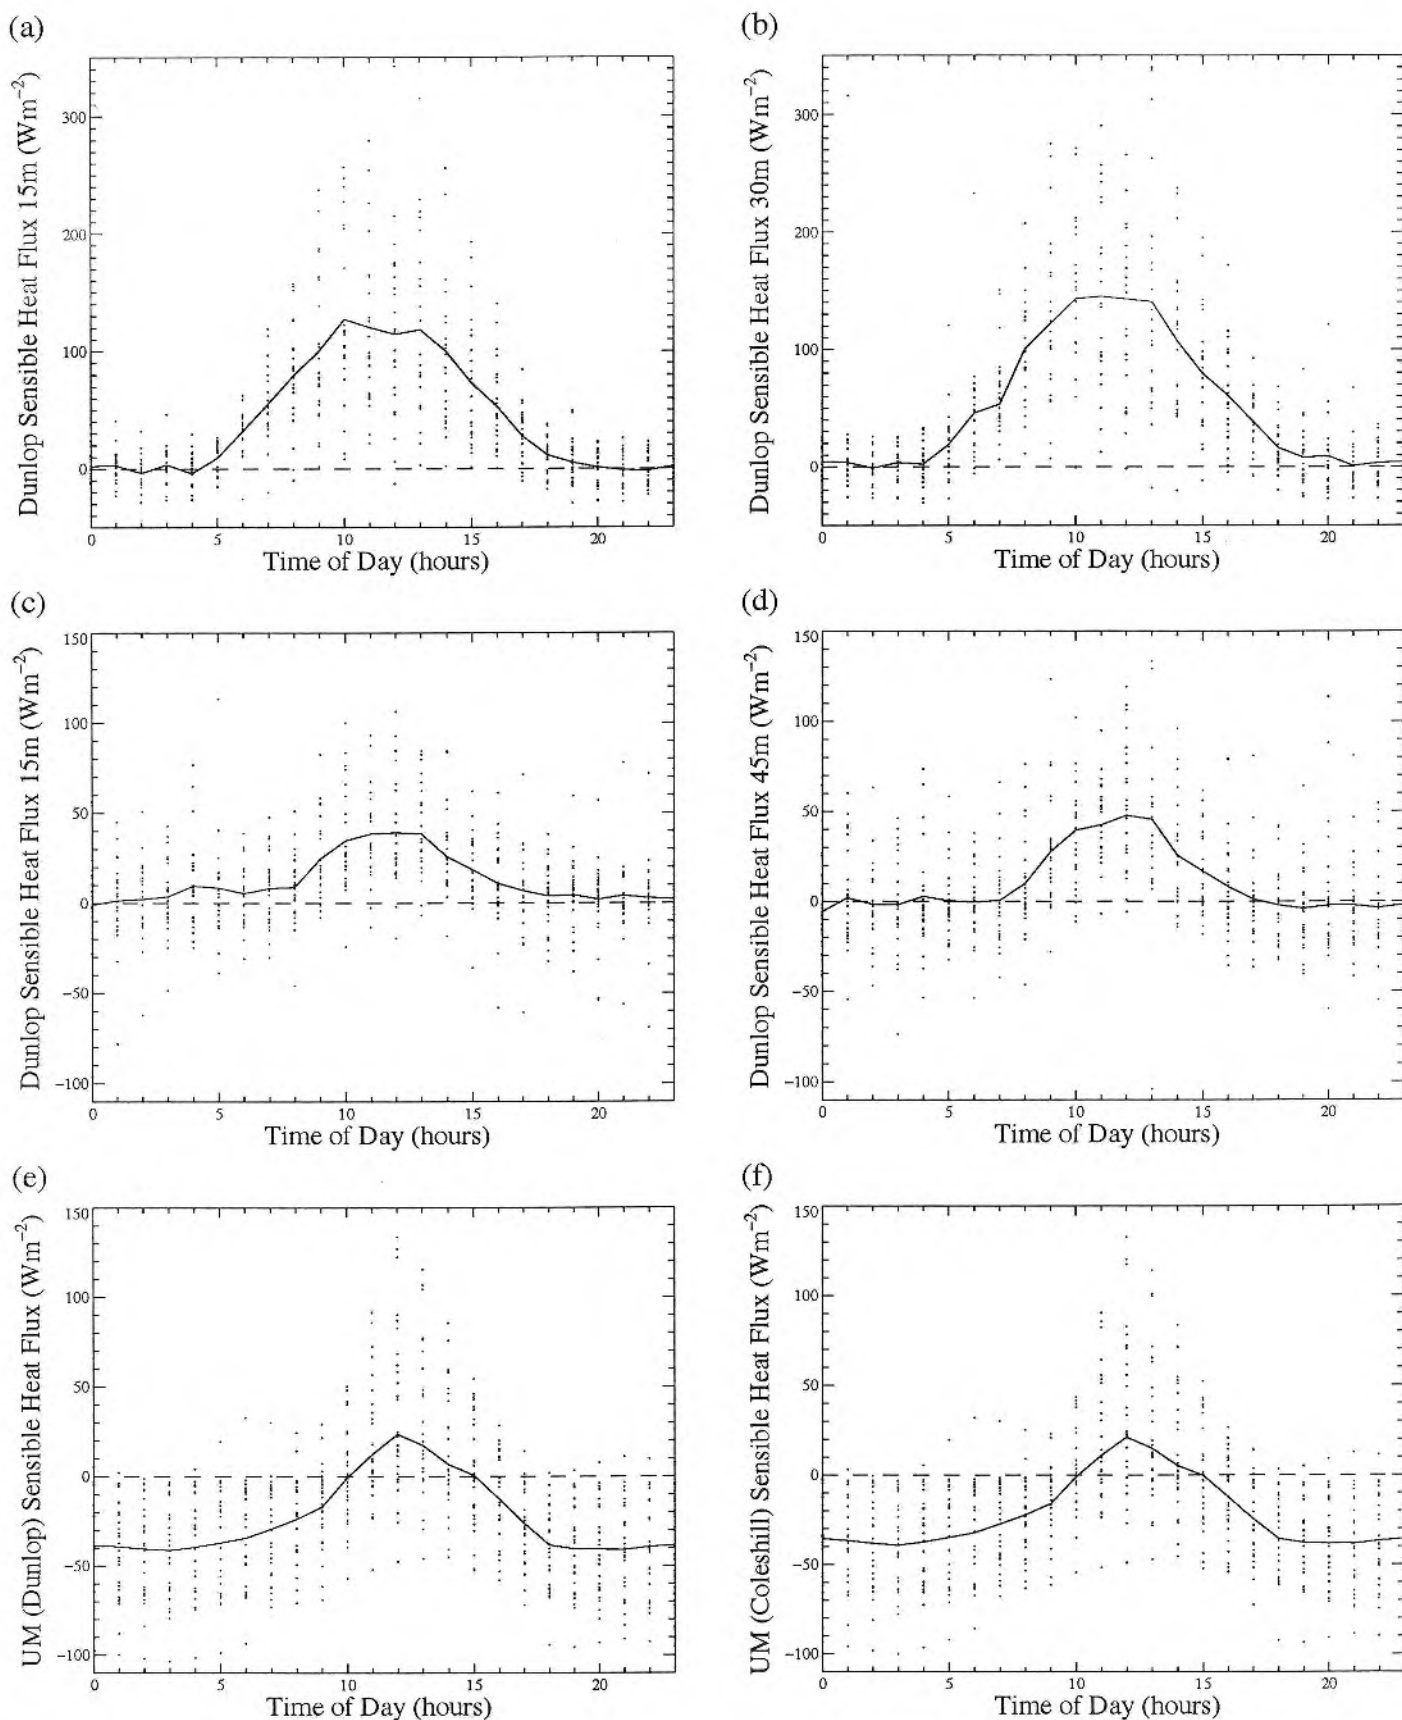 (a)
Dunlop Sensible Heat Flux 15m (Wm⁻²)
300
200
100
0
0 5 10 15 20
Time of Day (hours)
(b)
Dunlop Sensible Heat Flux 30m (Wm⁻²)
300
200
100
0
0 5 10 15 20
Time of Day (hours)
(c)
Dunlop Sensible Heat Flux 15m (Wm⁻²)
150
100
50
0
−50
−100
0 5 10 15 20
Time of Day (hours)
(d)
Dunlop Sensible Heat Flux 45m (Wm⁻²)
150
100
50
0
−50
−100
0 5 10 15 20
Time of Day (hours)
(e)
UM (Dunlop) Sensible Heat Flux (Wm⁻²)
150
100
50
0
−50
−100
0 5 10 15 20
Time of Day (hours)
(f)
UM (Coleshill) Sensible Heat Flux (Wm⁻²)
150
100
50
0
−50
−100
0 5 10 15 20
Time of Day (hours)